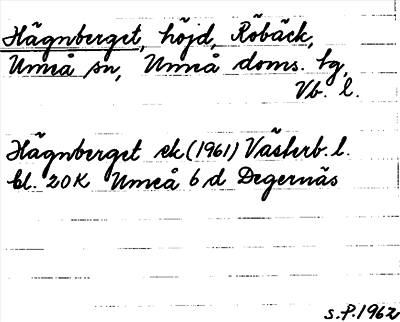 Hägnberget, höjd, Röbäck,
Umeå sn, Umeå doms. tg,
Vb. l.
Hägnberget ek (1961) Västerb. l.
bl. 20K Umeå 6 d Degernäs
S.P. 1962